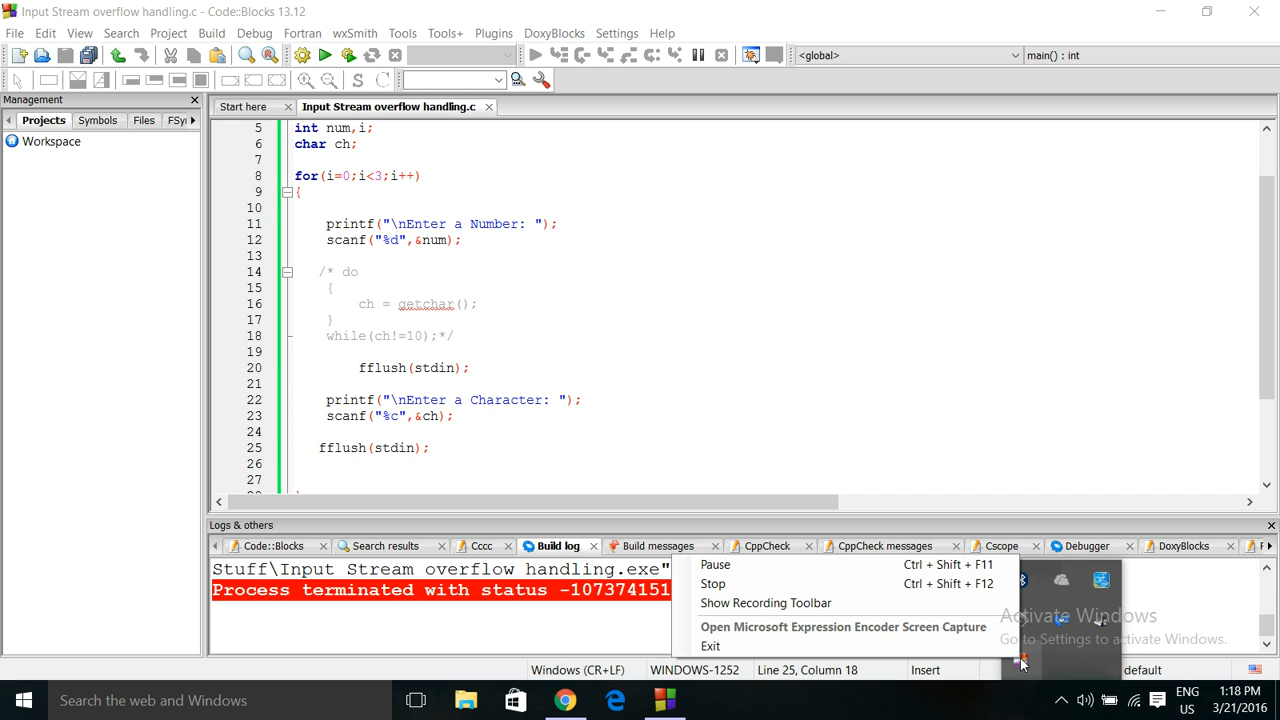 Input Stream overflow handling.c - Code::Blocks 13.12
File Edit View Search Project Build Debug Fortran wxSmith Tools Tools+ Plugins DoxyBlocks Settings Help
<global> main() : int
Management
Projects Symbols Files FSy
Workspace
Start here Input Stream overflow handling.c
5 int num,i;
6 char ch;
7
8 for(i=0;i<3;i++)
9 {
10
11 printf("\nEnter a Number: ");
12 scanf("%d",&num);
13
14 /* do
15 {
16 ch = getchar();
17 }
18 while(ch!=10);*/
19
20 fflush(stdin);
21
22 printf("\nEnter a Character: ");
23 scanf("%c",&ch);
24
25 fflush(stdin);
26
27
Logs & others
Code::Blocks Search results Cccc Build log Build messages CppCheck CppCheck messages Cscope Debugger DoxyBlocks F
Stuff\Input Stream overflow handling.exe"
Process terminated with status -107374151
Pause Ctrl + Shift + F11
Stop Ctrl + Shift + F12
Show Recording Toolbar
Open Microsoft Expression Encoder Screen Capture
Exit
Activate Windows
Go to Settings to activate Windows.
Windows (CR+LF) WINDOWS-1252 Line 25, Column 18 Insert default
Search the web and Windows
ENG
US
1:18 PM
3/21/2016